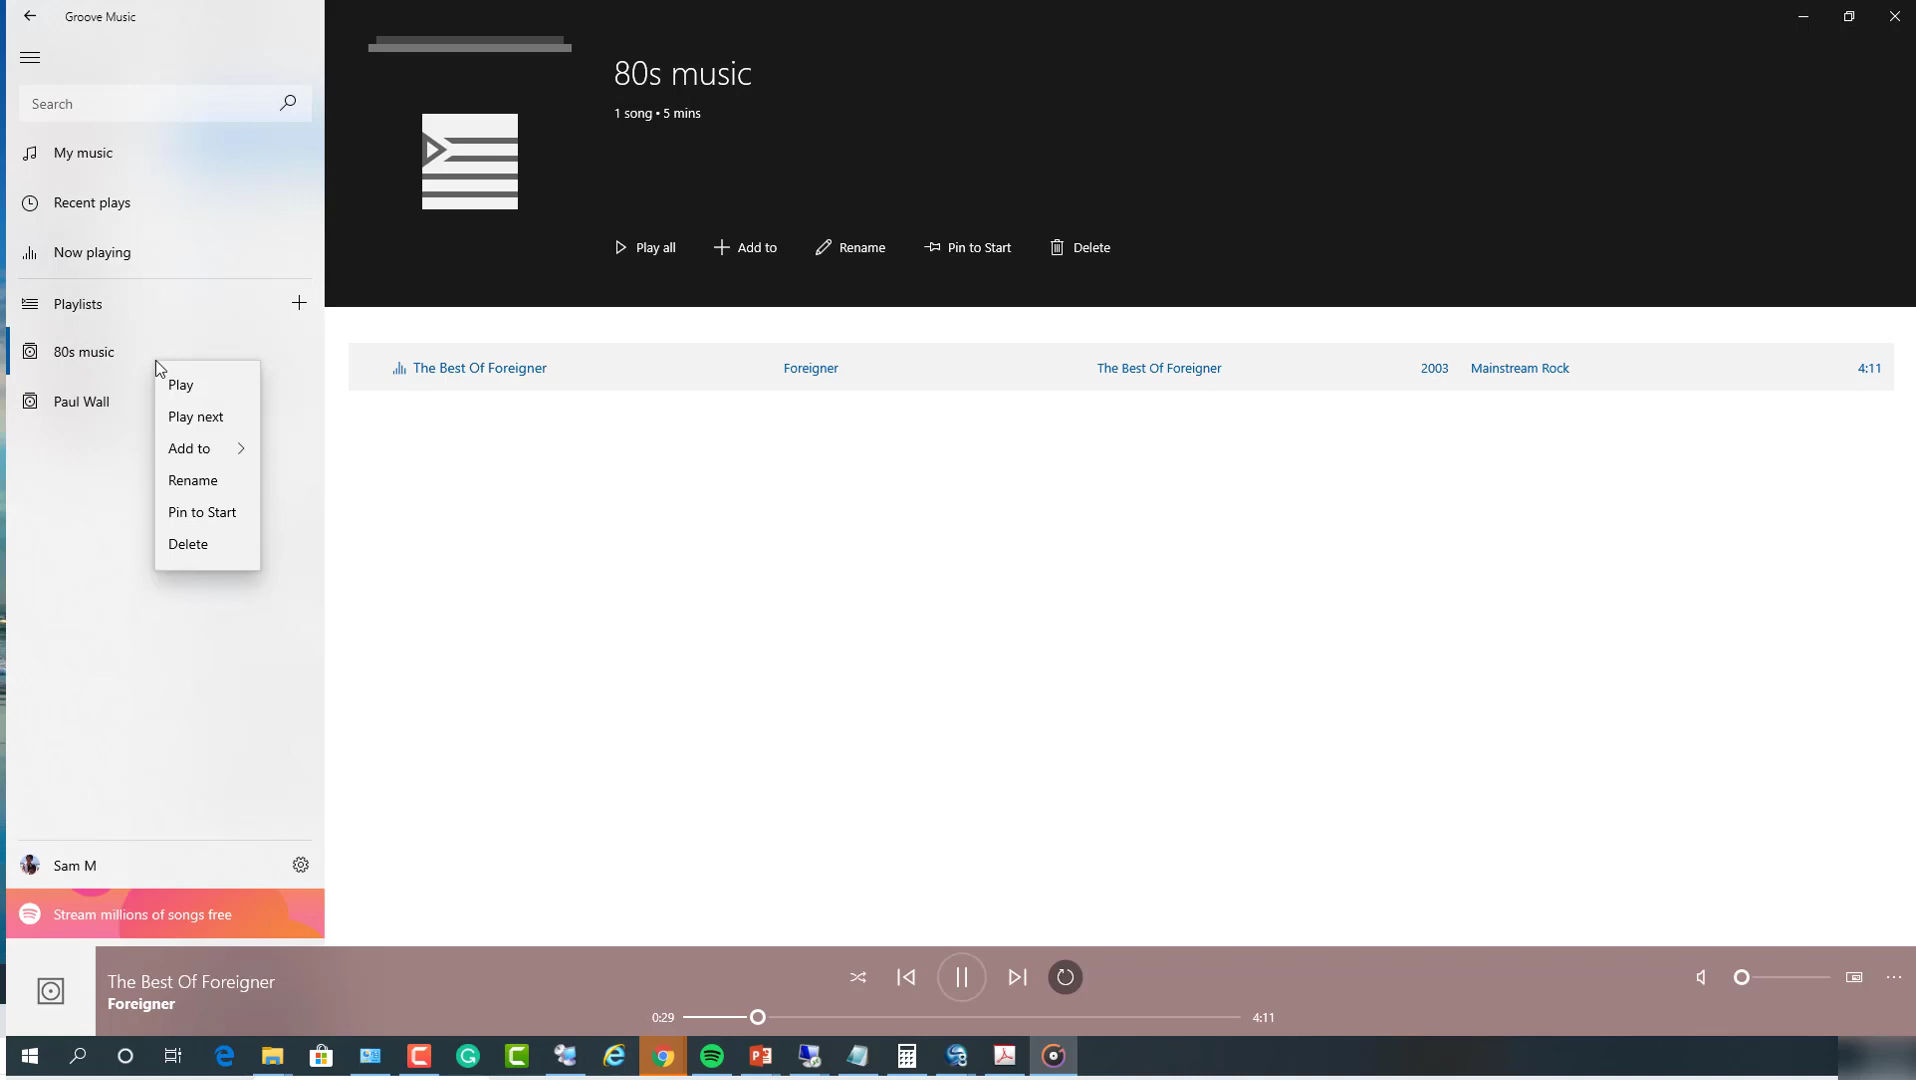 Groove Music
Search
My music
Recent plays
Now playing
Playlists
80s music
Paul Wall
Play
Play next
Add to
Rename
Pin to Start
Delete
Sam M
Stream millions of songs free
80s music
1 song • 5 mins
Play all
Add to
Rename
Pin to Start
Delete
The Best Of Foreigner Foreigner The Best Of Foreigner 2003 Mainstream Rock 4:11
The Best Of Foreigner
Foreigner
0:29
4:11